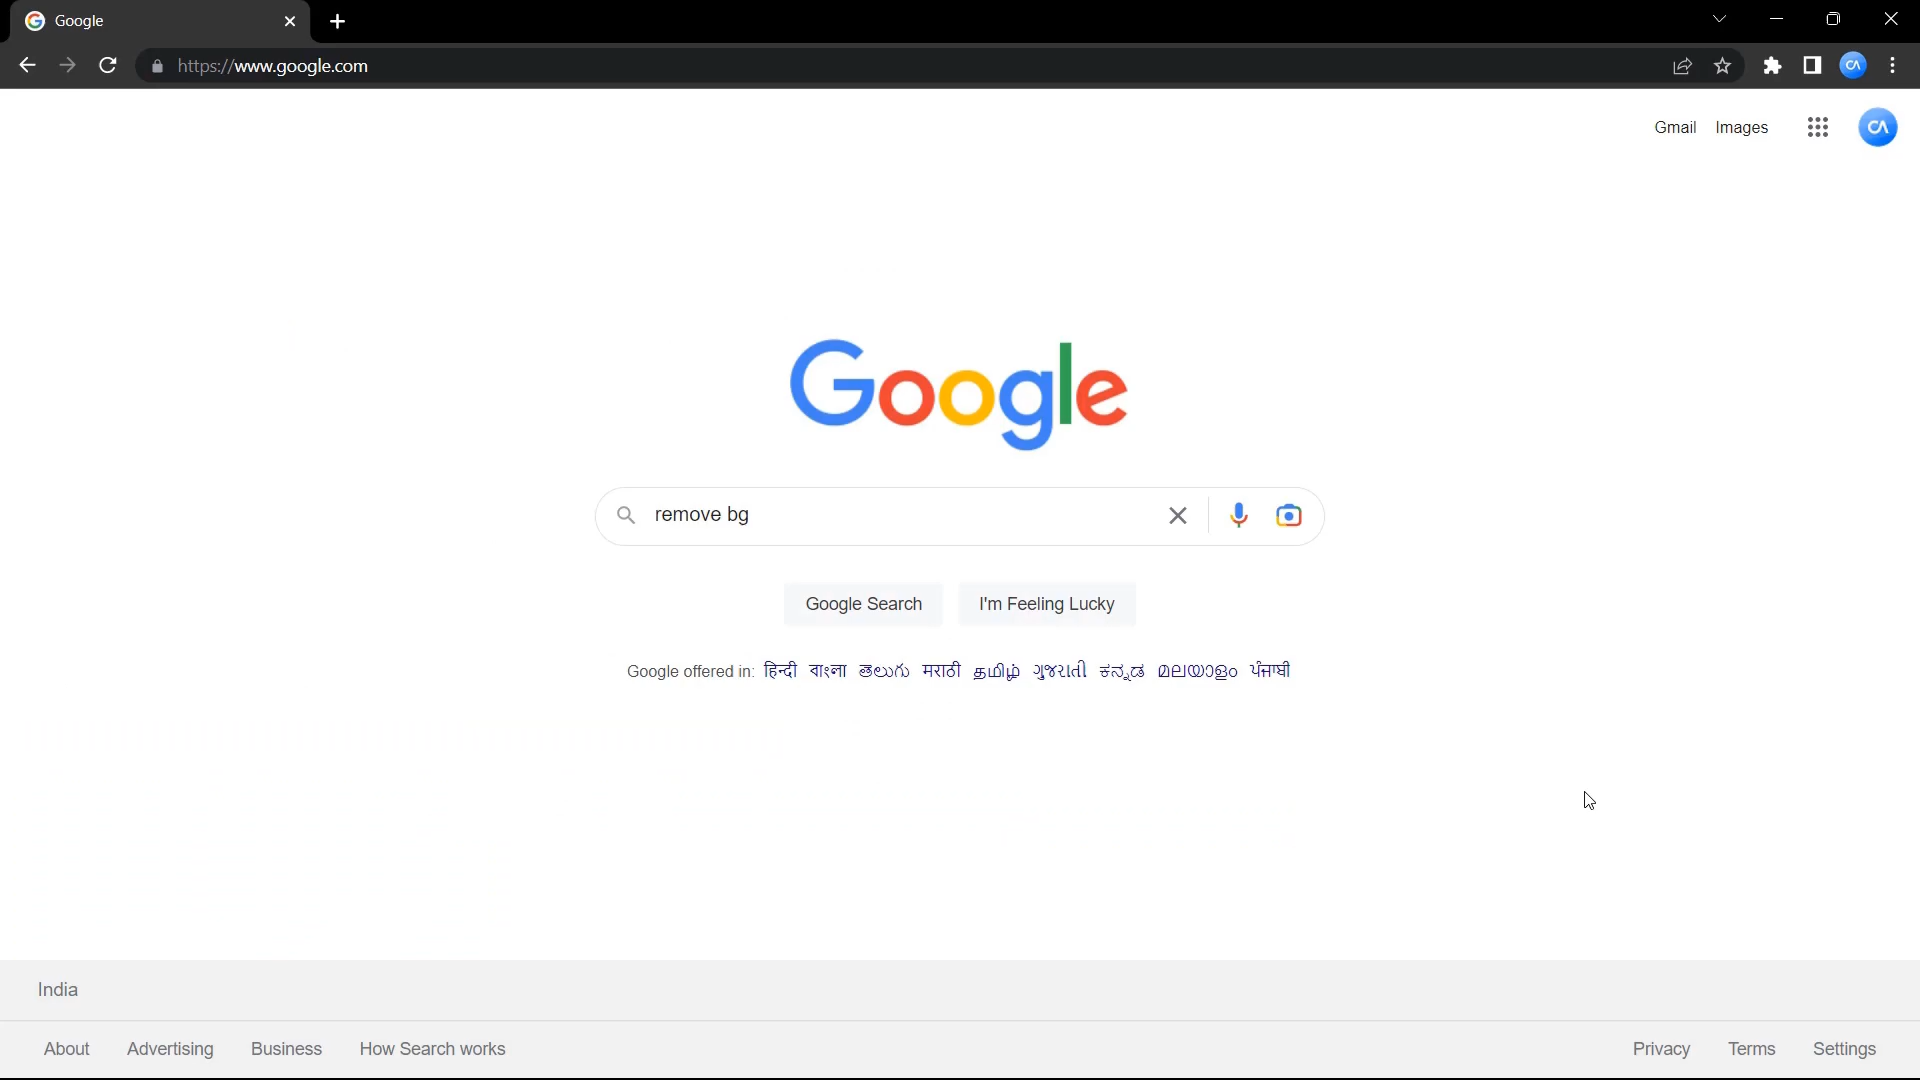 Google
https://www.google.com
Gmail Images
Google
remove bg
Google Search I'm Feeling Lucky
Google offered in: हिन्दी বাংলা తెలుగు मराठी தமிழ் ગુજરાતી ಕನ್ನಡ മലയാളം ਪੰਜਾਬੀ
India
About Advertising Business How Search works Privacy Terms Settings